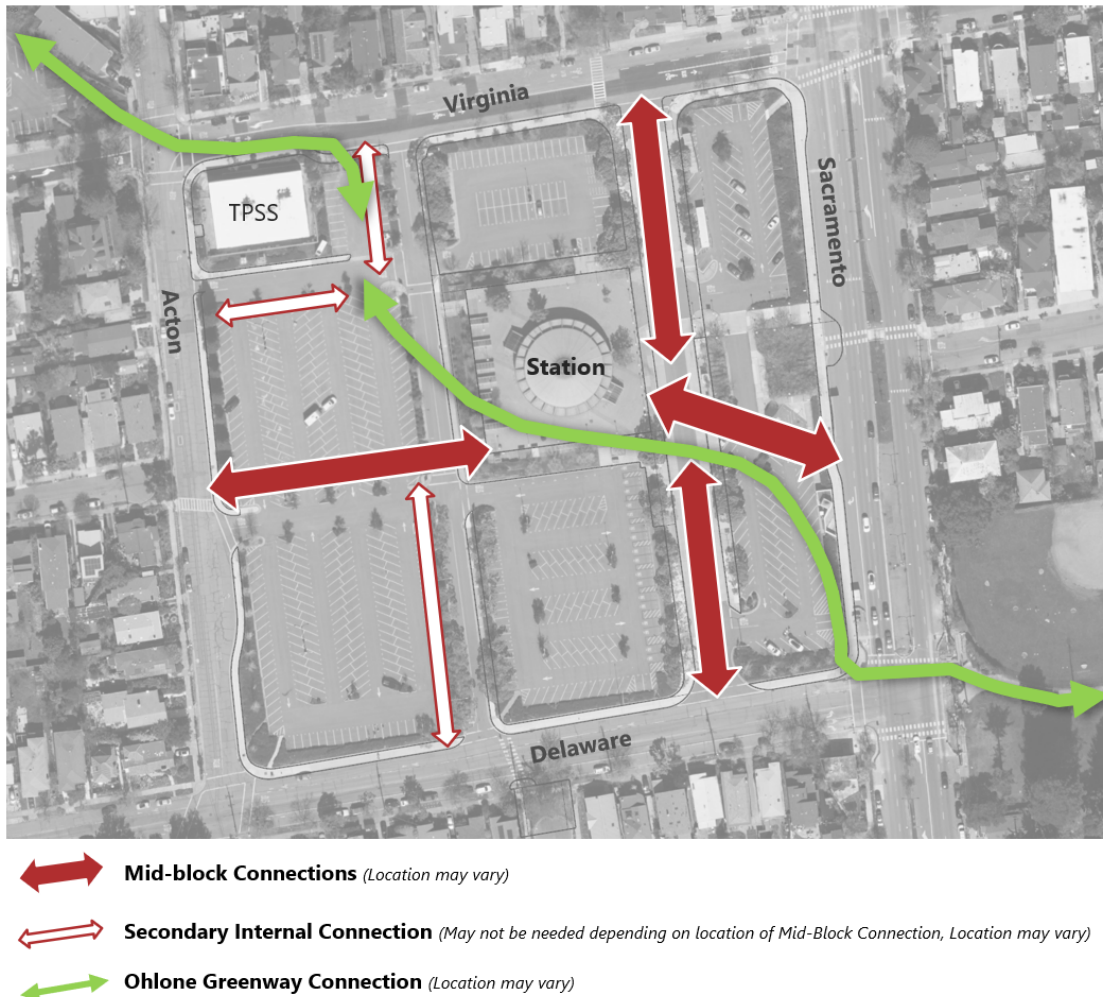 Virginia
Sacramento
TPSS
Acton
Station
Delaware
Mid-block Connections (Location may vary)
Secondary Internal Connection (May not be needed depending on location of Mid-Block Connection, Location may vary)
Ohlone Greenway Connection (Location may vary)